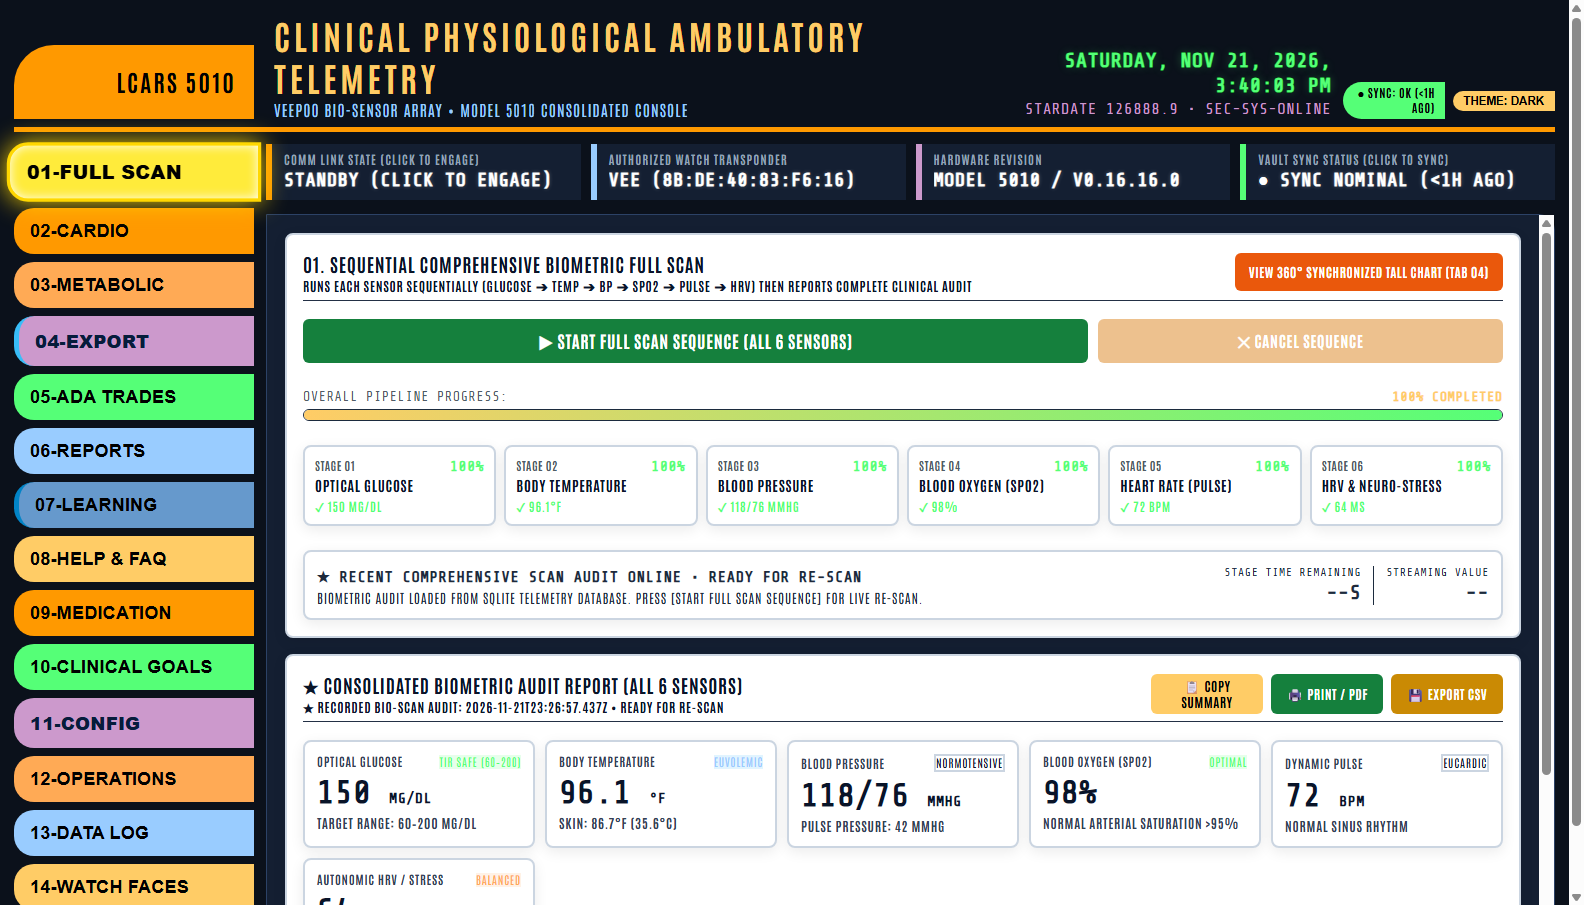 LCARS 5010
CLINICAL PHYSIOLOGICAL AMBULATORY
TELEMETRY
VEEPOO BIO-SENSOR ARRAY • MODEL 5010 CONSOLIDATED CONSOLE
SATURDAY, NOV 21, 2026,
3:40:03 PM
STARDATE 126888.9 · SEC-SYS-ONLINE
● SYNC: OK (<1H
AGO)
THEME: DARK
01-FULL SCAN
02-CARDIO
03-METABOLIC
04-EXPORT
05-ADA TRADES
06-REPORTS
07-LEARNING
08-HELP & FAQ
09-MEDICATION
10-CLINICAL GOALS
11-CONFIG
12-OPERATIONS
13-DATA LOG
14-WATCH FACES
COMM LINK STATE (CLICK TO ENGAGE)
STANDBY (CLICK TO ENGAGE)
AUTHORIZED WATCH TRANSPONDER
VEE (8B:DE:40:83:F6:16)
HARDWARE REVISION
MODEL 5010 / V0.16.16.0
VAULT SYNC STATUS (CLICK TO SYNC)
● SYNC NOMINAL (<1H AGO)
01. SEQUENTIAL COMPREHENSIVE BIOMETRIC FULL SCAN
RUNS EACH SENSOR SEQUENTIALLY (GLUCOSE ➔ TEMP ➔ BP ➔ SPO2 ➔ PULSE ➔ HRV) THEN REPORTS COMPLETE CLINICAL AUDIT
VIEW 360° SYNCHRONIZED TALL CHART (TAB 04)
▶ START FULL SCAN SEQUENCE (ALL 6 SENSORS)
✕ CANCEL SEQUENCE
OVERALL PIPELINE PROGRESS:
100% COMPLETED
STAGE 01 100%
OPTICAL GLUCOSE
✓ 150 MG/DL
STAGE 02 100%
BODY TEMPERATURE
✓ 96.1°F
STAGE 03 100%
BLOOD PRESSURE
✓ 118/76 MMHG
STAGE 04 100%
BLOOD OXYGEN (SPO2)
✓ 98%
STAGE 05 100%
HEART RATE (PULSE)
✓ 72 BPM
STAGE 06 100%
HRV & NEURO-STRESS
✓ 64 MS
★ RECENT COMPREHENSIVE SCAN AUDIT ONLINE · READY FOR RE-SCAN
BIOMETRIC AUDIT LOADED FROM SQLITE TELEMETRY DATABASE. PRESS [START FULL SCAN SEQUENCE] FOR LIVE RE-SCAN.
STAGE TIME REMAINING
--S
STREAMING VALUE
--
★ CONSOLIDATED BIOMETRIC AUDIT REPORT (ALL 6 SENSORS)
★ RECORDED BIO-SCAN AUDIT: 2026-11-21T23:26:57.437Z • READY FOR RE-SCAN
📋 COPY
SUMMARY
🖨 PRINT / PDF
💾 EXPORT CSV
OPTICAL GLUCOSE TIR SAFE (60-200)
150 MG/DL
TARGET RANGE: 60-200 MG/DL
BODY TEMPERATURE EUVOLEMIC
96.1 °F
SKIN: 86.7°F (35.6°C)
BLOOD PRESSURE NORMOTENSIVE
118/76 MMHG
PULSE PRESSURE: 42 MMHG
BLOOD OXYGEN (SPO2) OPTIMAL
98%
NORMAL ARTERIAL SATURATION >95%
DYNAMIC PULSE EUCARDIC
72 BPM
NORMAL SINUS RHYTHM
AUTONOMIC HRV / STRESS BALANCED